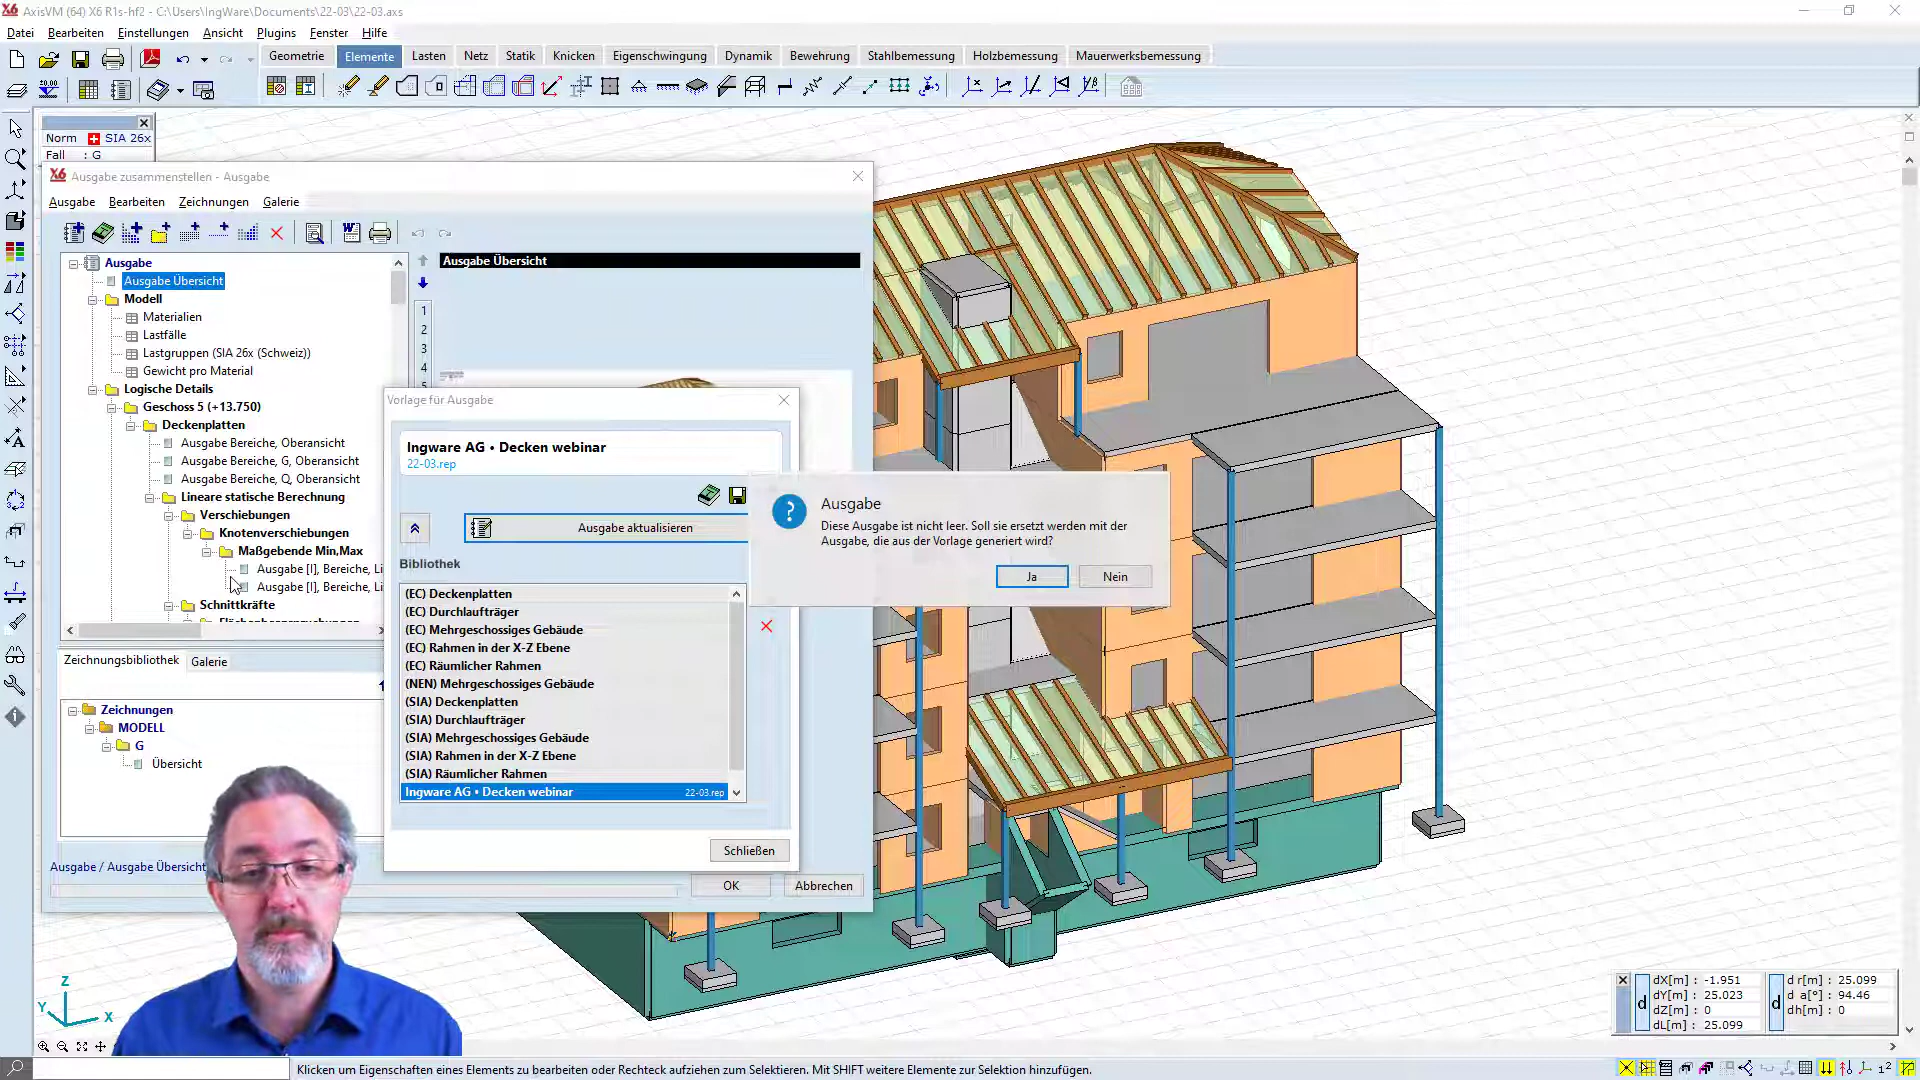 AxisVM (64) X6 R1s-hf2 - C:\Users\IngWare\Documents\22-03\22-03.axs
Datei Bearbeiten Einstellungen Ansicht Plugins Fenster Hilfe
Geometrie Elemente Lasten Netz Statik Knicken Eigenschwingung Dynamik Bewehrung Stahlbemessung Holzbemessung Mauerwerksbemessung
Norm SIA 26x
Fall : G
Ausgabe zusammenstellen - Ausgabe
Ausgabe Bearbeiten Zeichnungen Galerie
Ausgabe
Ausgabe Übersicht
Modell
Materialien
Lastfälle
Lastgruppen (SIA 26x (Schweiz))
Gewicht pro Material
Logische Details
Geschoss 5 (+13.750)
Deckenplatten
Ausgabe Bereiche, Oberansicht
Ausgabe Bereiche, G, Oberansicht
Ausgabe Bereiche, Q, Oberansicht
Lineare statische Berechnung
Verschiebungen
Knotenverschiebungen
Maßgebende Min,Max
Ausgabe [I], Bereiche, Li
Ausgabe [I], Bereiche, Li
Schnittkräfte
Ausgabe Übersicht
1
2
3
4
Zeichnungsbibliothek Galerie
Zeichnungen
MODELL
G
Übersicht
Ausgabe / Ausgabe Übersicht
OK Abbrechen
Vorlage für Ausgabe
Ingware AG • Decken webinar
22-03.rep
Ausgabe aktualisieren
Bibliothek
(EC) Deckenplatten
(EC) Durchlaufträger
(EC) Mehrgeschossiges Gebäude
(EC) Rahmen in der X-Z Ebene
(EC) Räumlicher Rahmen
(NEN) Mehrgeschossiges Gebäude
(SIA) Deckenplatten
(SIA) Durchlaufträger
(SIA) Mehrgeschossiges Gebäude
(SIA) Rahmen in der X-Z Ebene
(SIA) Räumlicher Rahmen
Ingware AG • Decken webinar 22-03.rep
Schließen
Ausgabe
Diese Ausgabe ist nicht leer. Soll sie ersetzt werden mit der
Ausgabe, die aus der Vorlage generiert wird?
Ja Nein
Z
Y
X
d
dX[m] : -1.951
dY[m] : 25.023
dZ[m] : 0
dL[m] : 25.099
d
d r[m] : 25.099
d a[°] : 94.46
dh[m] : 0
Klicken um Eigenschaften eines Elements zu bearbeiten oder Rechteck aufziehen zum Selektieren. Mit SHIFT weitere Elemente zur Selektion hinzufügen.